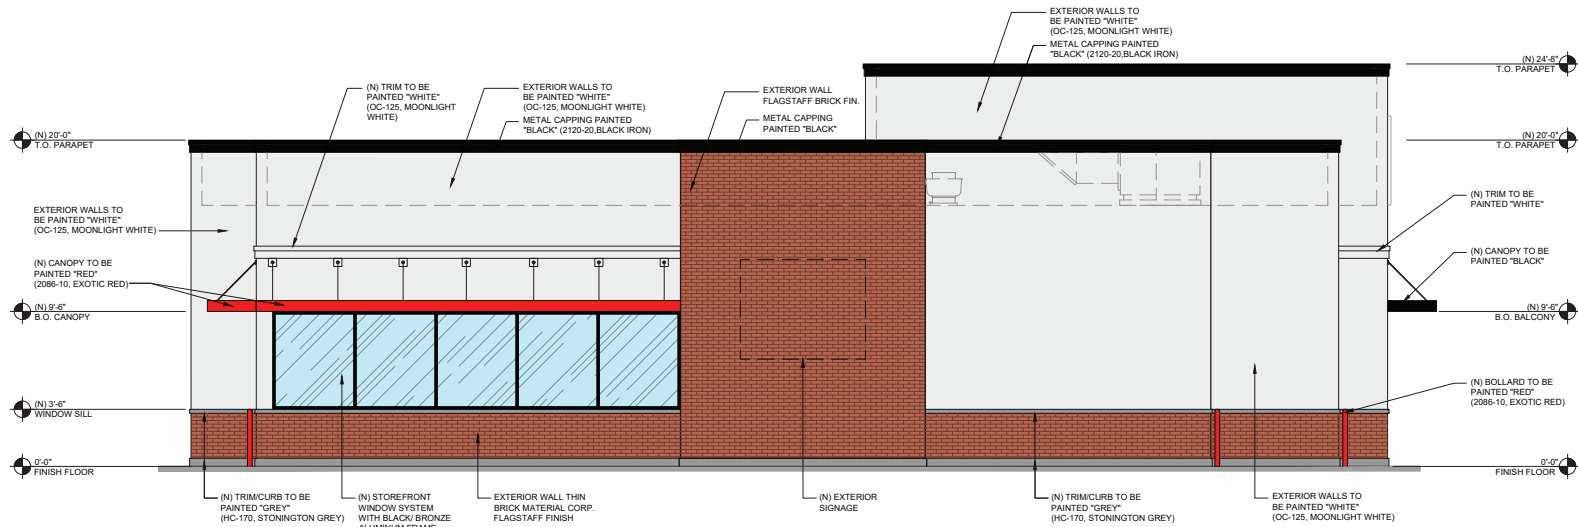 EXTERIOR WALLS TO
BE PAINTED "WHITE"
(OC-125, MOONLIGHT WHITE)
METAL CAPPING PAINTED
"BLACK" (2120-20,BLACK IRON)
(N) 24'-8"
T.O. PARAPET
(N) TRIM TO BE
PAINTED "WHITE"
(OC-125, MOONLIGHT
WHITE)
EXTERIOR WALLS TO
BE PAINTED "WHITE"
(OC-125, MOONLIGHT WHITE)
METAL CAPPING PAINTED
"BLACK" (2120-20,BLACK IRON)
EXTERIOR WALL
FLAGSTAFF BRICK FIN.
METAL CAPPING
PAINTED "BLACK"
(N) 20'-0"
T.O. PARAPET
(N) 20'-0"
T.O. PARAPET
EXTERIOR WALLS TO
BE PAINTED "WHITE"
(OC-125, MOONLIGHT WHITE)
(N) TRIM TO BE
PAINTED "WHITE"
(N) CANOPY TO BE
PAINTED "RED"
(2086-10, EXOTIC RED)
(N) CANOPY TO BE
PAINTED "BLACK"
(N) 9'-6"
B.O. CANOPY
(N) 9'-6"
B.O. BALCONY
(N) BOLLARD TO BE
PAINTED "RED"
(2086-10, EXOTIC RED)
(N) 3'-6"
WINDOW SILL
0'-0"
FINISH FLOOR
0'-0"
FINISH FLOOR
(N) TRIM/CURB TO BE
PAINTED "GREY"
(HC-170, STONINGTON GREY)
(N) STOREFRONT
WINDOW SYSTEM
WITH BLACK/ BRONZE
ALUMINUM FRAME
EXTERIOR WALL THIN
BRICK MATERIAL CORP.
FLAGSTAFF FINISH
(N) EXTERIOR
SIGNAGE
(N) TRIM/CURB TO BE
PAINTED "GREY"
(HC-170, STONINGTON GREY)
EXTERIOR WALLS TO
BE PAINTED "WHITE"
(OC-125, MOONLIGHT WHITE)